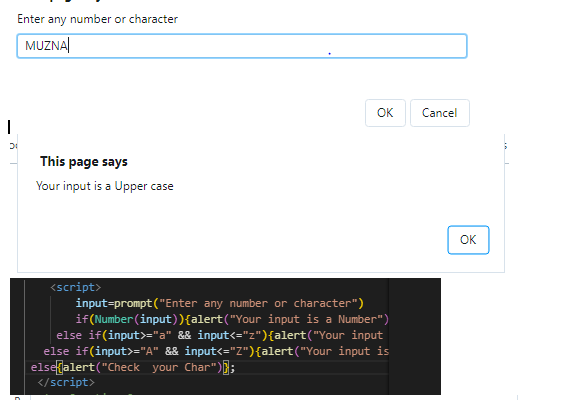 Enter any number or character
MUZNA
OK Cancel
This page says
Your input is a Upper case
OK
<script>
input=prompt("Enter any number or character")
if(Number(input)){alert("Your input is a Number")
else if(input>="a" && input<="z"){alert("Your input
else if(input>="A" && input<="Z"){alert("Your input is
else{alert("Check  your Char")};
</script>